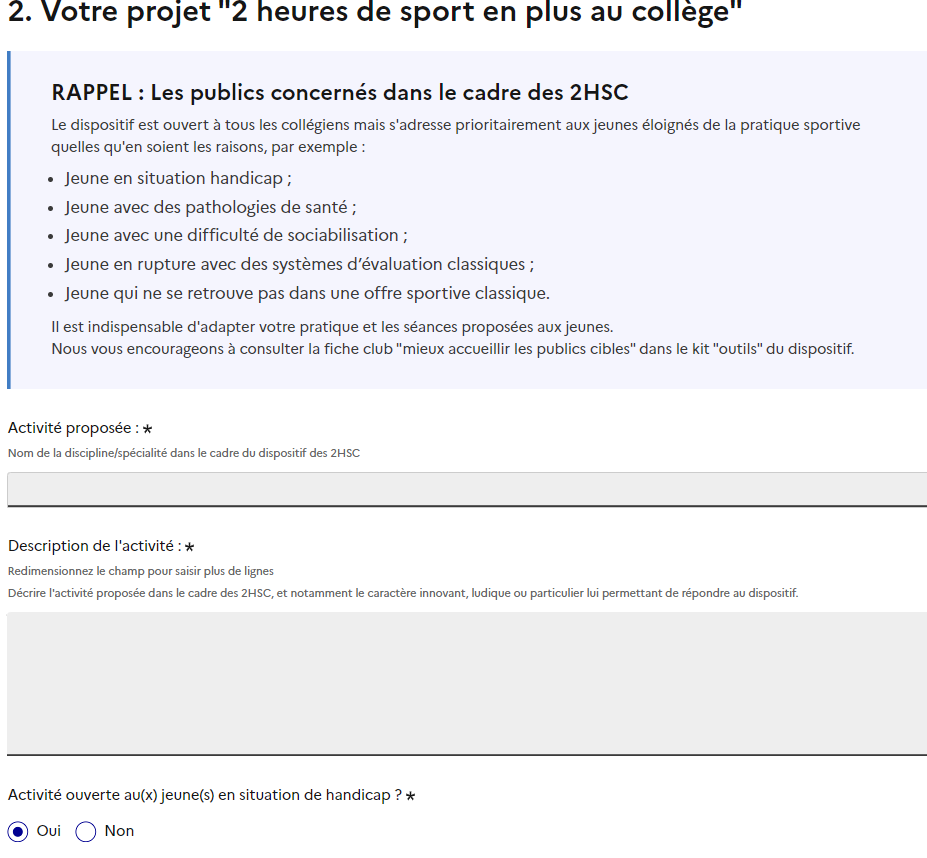 2. Votre projet "2 heures de sport en plus au collège"
RAPPEL : Les publics concernés dans le cadre des 2HSC
Le dispositif est ouvert à tous les collégiens mais s'adresse prioritairement aux jeunes éloignés de la pratique sportive
quelles qu'en soient les raisons, par exemple :
• Jeune en situation handicap ;
• Jeune avec des pathologies de santé ;
• Jeune avec une difficulté de sociabilisation ;
• Jeune en rupture avec des systèmes d'évaluation classiques ;
• Jeune qui ne se retrouve pas dans une offre sportive classique.
Il est indispensable d'adapter votre pratique et les séances proposées aux jeunes.
Nous vous encourageons à consulter la fiche club "mieux accueillir les publics cibles" dans le kit "outils" du dispositif.
Activité proposée : *
Nom de la discipline/spécialité dans le cadre du dispositif des 2HSC
Description de l'activité : *
Redimensionnez le champ pour saisir plus de lignes
Décrire l'activité proposée dans le cadre des 2HSC, et notamment le caractère innovant, ludique ou particulier lui permettant de répondre au dispositif.
Activité ouverte au(x) jeune(s) en situation de handicap ? *
Oui Non